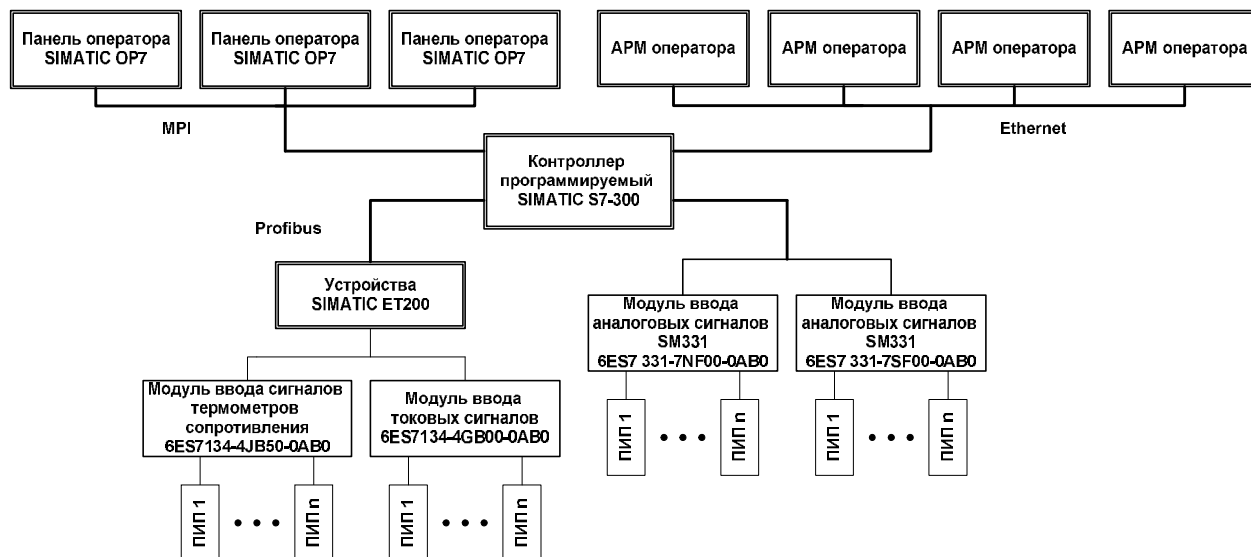 Панель оператора
SIMATIC OP7
Панель оператора
SIMATIC OP7
Панель оператора
SIMATIC OP7
АРМ оператора
АРМ оператора
АРМ оператора
АРМ оператора
MPI
Ethernet
Контроллер
программируемый
SIMATIC S7-300
Profibus
Устройства
SIMATIC ET200
Модуль ввода
аналоговых сигналов
SM331
6ES7 331-7NF00-0AB0
Модуль ввода
аналоговых сигналов
SM331
6ES7 331-7SF00-0AB0
Модуль ввода сигналов
термометров
сопротивления
6ES7134-4JB50-0AB0
Модуль ввода
токовых сигналов
6ES7134-4GB00-0AB0
ПИП 1
ПИП n
ПИП 1
ПИП n
ПИП 1
ПИП n
ПИП 1
ПИП n